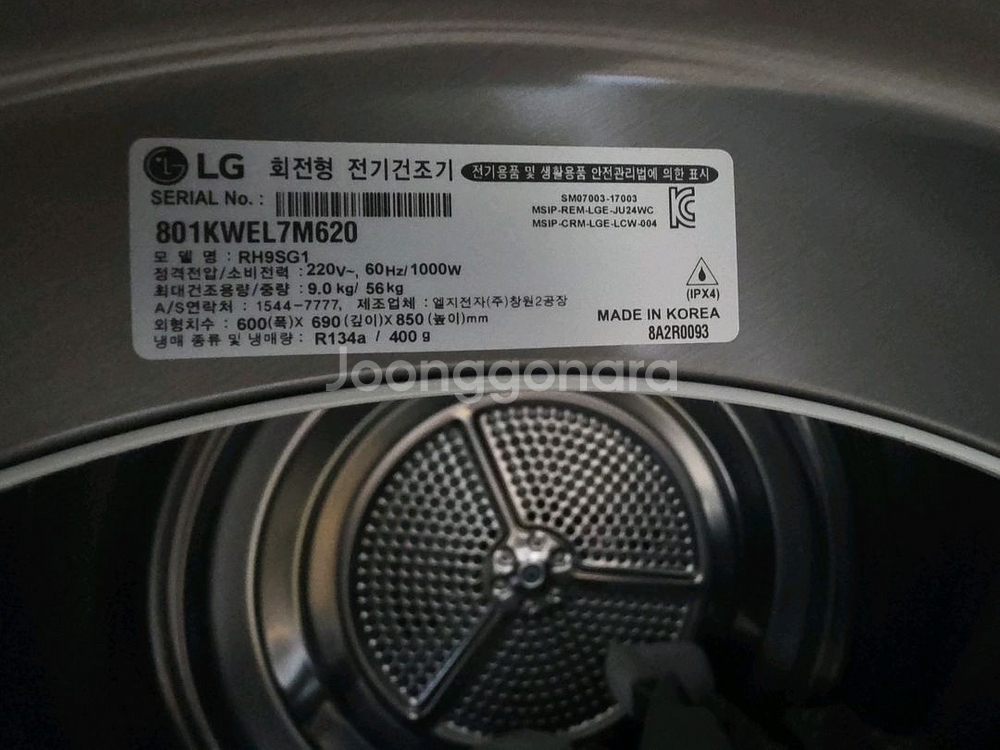 LG 회전형 전기건조기 전기용품 및 생활용품 안전관리법에 의한 표시
SERIAL No. :
801KWEL7M620
SM07003-17003
MSIP-REM-LGE-JU24WC
MSIP-CRM-LGE-LCW-004
모 델 명 : RH9SG1
정격전압/소비전력 : 220V~, 60Hz/1000W
최대건조용량/중량 : 9.0 kg/ 56kg
A/S연락처 : 1544-7777, 제조업체 : 엘지전자(주)창원2공장
외형치수 : 600(폭)X 690(깊이)X 850(높이)mm
냉매 종류 및 냉매량 : R134a / 400 g
(IPX4)
MADE IN KOREA
8A2R0093
Joonggonara